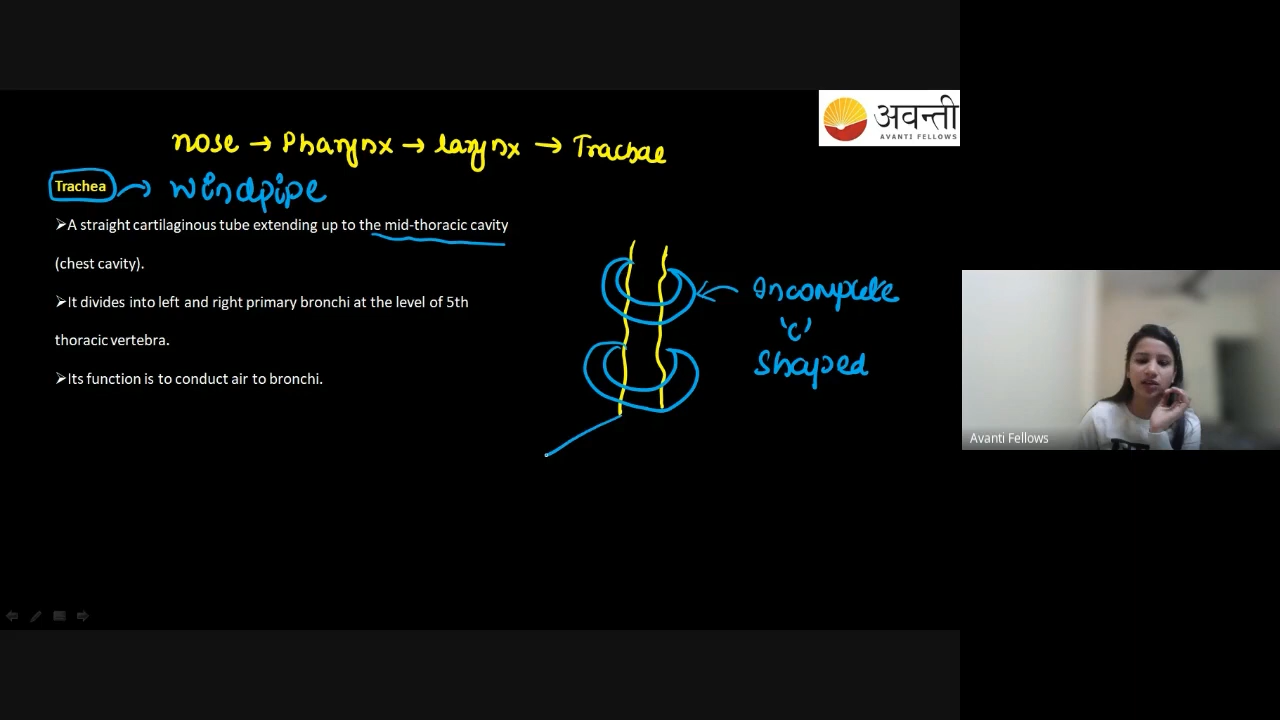 अवन्ती
AVANTI FELLOWS
nose → Pharynx → larynx → Trachae
Trachea → windpipe
➢A straight cartilaginous tube extending up to the mid-thoracic cavity
(chest cavity).
➢It divides into left and right primary bronchi at the level of 5th
thoracic vertebra.
➢Its function is to conduct air to bronchi.
Incomplete
'C'
Shaped
Avanti Fellows